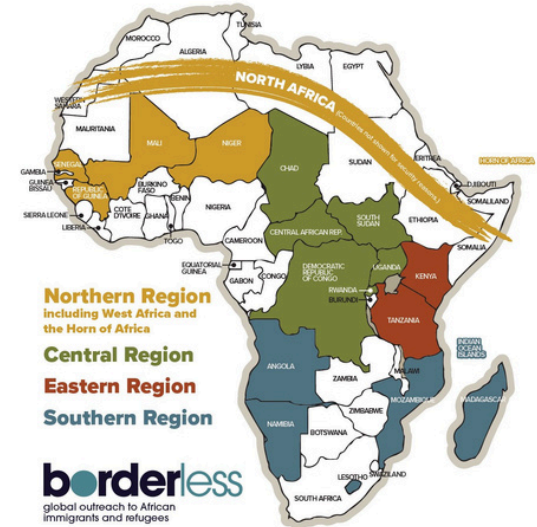 TUNISIA
MOROCCO
ALGERIA
LYBIA
EGYPT
NORTH AFRICA (Countries not shown for security reasons.)
WESTERN
SAHARA
MAURITANIA
MALI
NIGER
CHAD
SUDAN
ERITREA
HORN OF AFRICA
SENEGAL
GAMBIA
GUINEA
BISSAU
REPUBLIC
OF GUINEA
BURKINO
FASO
BENIN
NIGERIA
DJIBOUTI
SOMALILAND
SIERRA LEONE
LIBERIA
COTE
D'IVOIRE
GHANA
TOGO
CAMEROON
CENTRAL AFRICAN REP.
SOUTH
SUDAN
ETHIOPIA
SOMALIA
EQUATORIAL
GUINEA
GABON
CONGO
DEMOCRATIC
REPUBLIC
OF CONGO
UGANDA
KENYA
RWANDA
BURUNDI
TANZANIA
Northern Region
including West Africa and
the Horn of Africa
Central Region
Eastern Region
Southern Region
INDIAN
OCEAN
ISLANDS
ANGOLA
ZAMBIA
MALAWI
MOZAMBIQUE
MADAGASCAR
ZIMBABWE
NAMIBIA
BOTSWANA
LESOTHO
SWAZILAND
SOUTH AFRICA
borderless
global outreach to African
immigrants and refugees